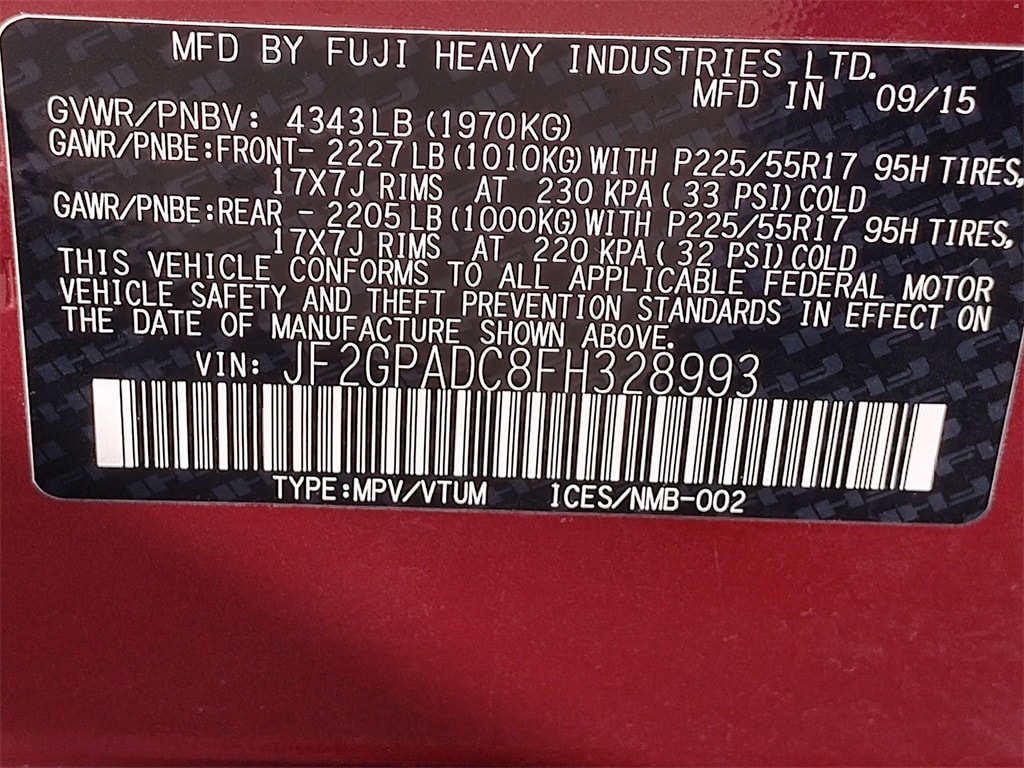 MFD BY FUJI HEAVY INDUSTRIES LTD.
MFD IN 09/15
GVWR/PNBV: 4343LB (1970KG)
GAWR/PNBE:FRONT- 2227LB(1010KG)WITH P225/55R17 95H TIRES,
17X7J RIMS AT 230 KPA( 33 PSI)COLD
GAWR/PNBE:REAR - 2205LB(1000KG)WITH P225/55R17 95H TIRES,
17X7J RIMS AT 220 KPA( 32 PSI)COLD
THIS VEHICLE CONFORMS TO ALL APPLICABLE FEDERAL MOTOR
VEHICLE SAFETY AND THEFT PREVENTION STANDARDS IN EFFECT ON
THE DATE OF MANUFACTURE SHOWN ABOVE.
VIN: JF2GPADC8FH328993
TYPE:MPV/VTUM ICES/NMB-002